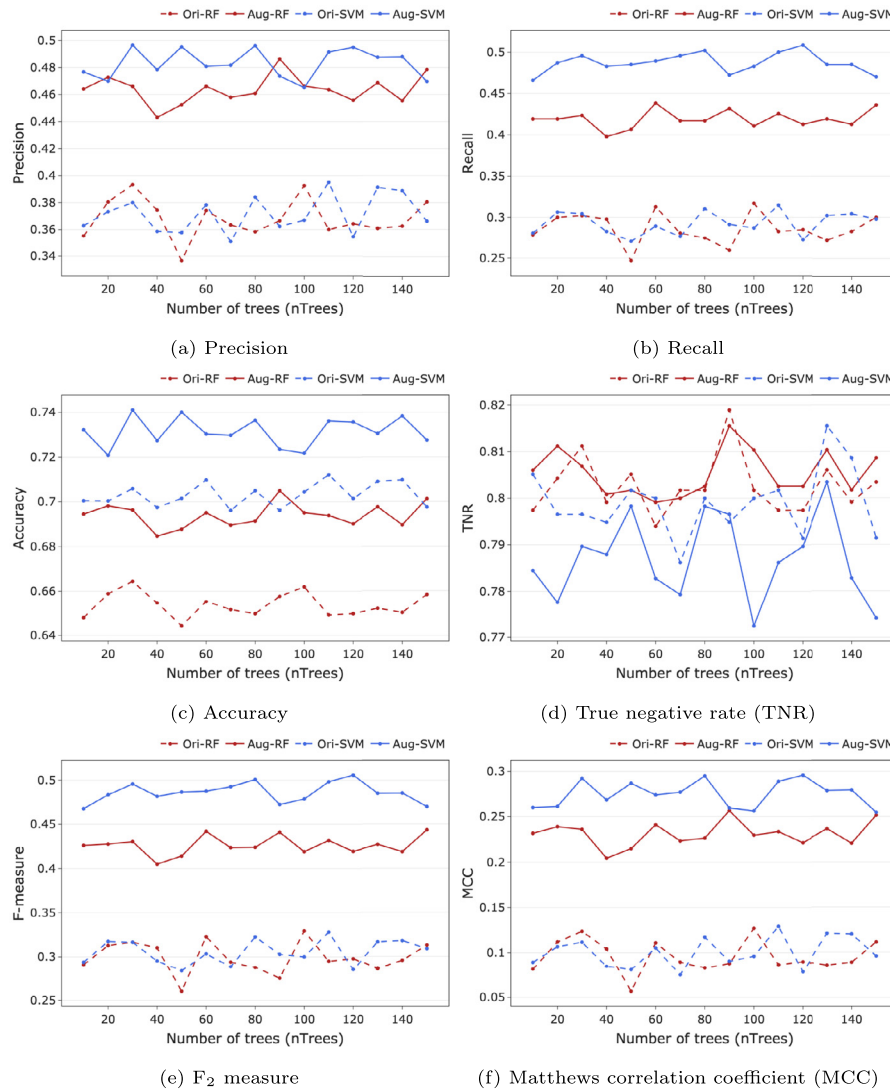 Ori-RF Aug-RF Ori-SVM Aug-SVM
0.5
0.48
0.46
0.44
0.42
0.4
0.38
0.36
0.34
Precision
20 40 60 80 100 120 140
Number of trees (nTrees)
(a) Precision
Ori-RF Aug-RF Ori-SVM Aug-SVM
0.5
0.45
0.4
0.35
0.3
0.25
Recall
20 40 60 80 100 120 140
Number of trees (nTrees)
(b) Recall
Ori-RF Aug-RF Ori-SVM Aug-SVM
0.74
0.72
0.7
0.68
0.66
0.64
Accuracy
20 40 60 80 100 120 140
Number of trees (nTrees)
(c) Accuracy
Ori-RF Aug-RF Ori-SVM Aug-SVM
0.82
0.81
0.8
0.79
0.78
0.77
TNR
20 40 60 80 100 120 140
Number of trees (nTrees)
(d) True negative rate (TNR)
Ori-RF Aug-RF Ori-SVM Aug-SVM
0.5
0.45
0.4
0.35
0.3
0.25
F-measure
20 40 60 80 100 120 140
Number of trees (nTrees)
(e) F₂ measure
Ori-RF Aug-RF Ori-SVM Aug-SVM
0.3
0.25
0.2
0.15
0.1
0.05
MCC
20 40 60 80 100 120 140
Number of trees (nTrees)
(f) Matthews correlation coefficient (MCC)